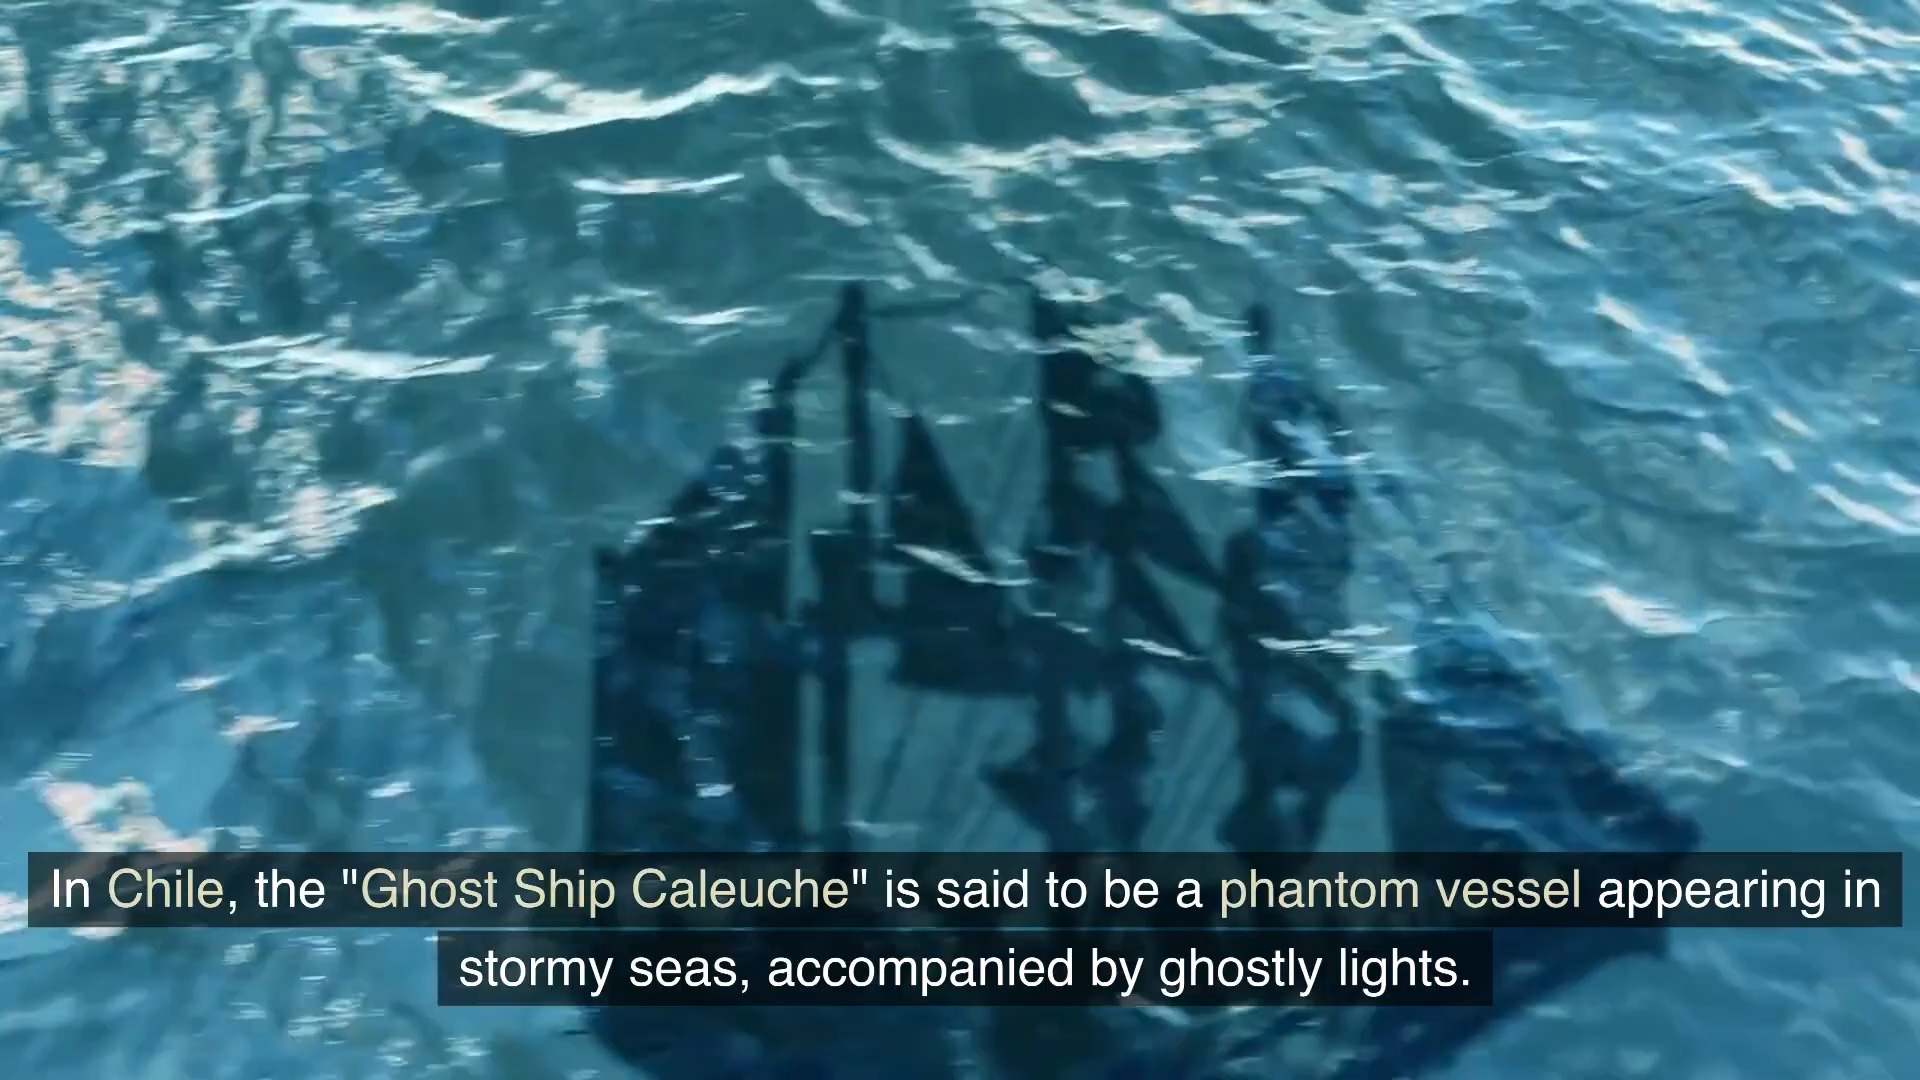 In Chile, the "Ghost Ship Caleuche" is said to be a phantom vessel appearing in
stormy seas, accompanied by ghostly lights.